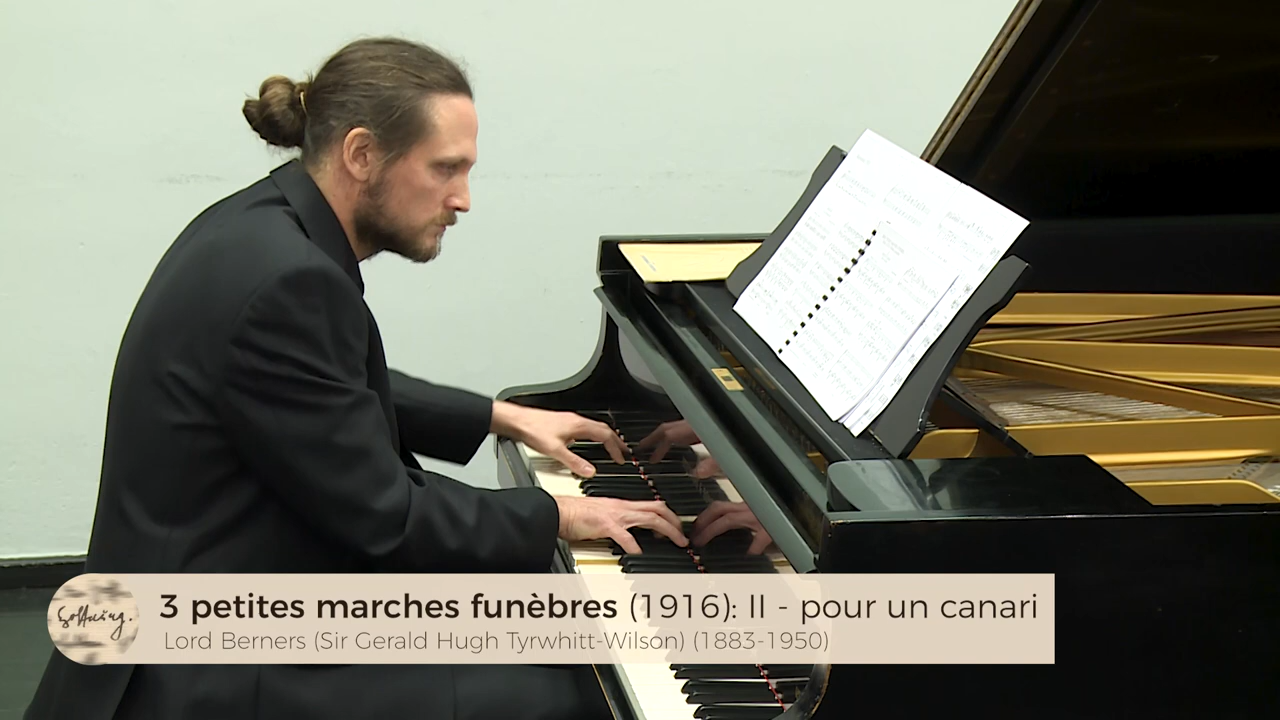 3 petites marches funèbres (1916): II - pour un canari
Lord Berners (Sir Gerald Hugh Tyrwhitt-Wilson) (1883-1950)